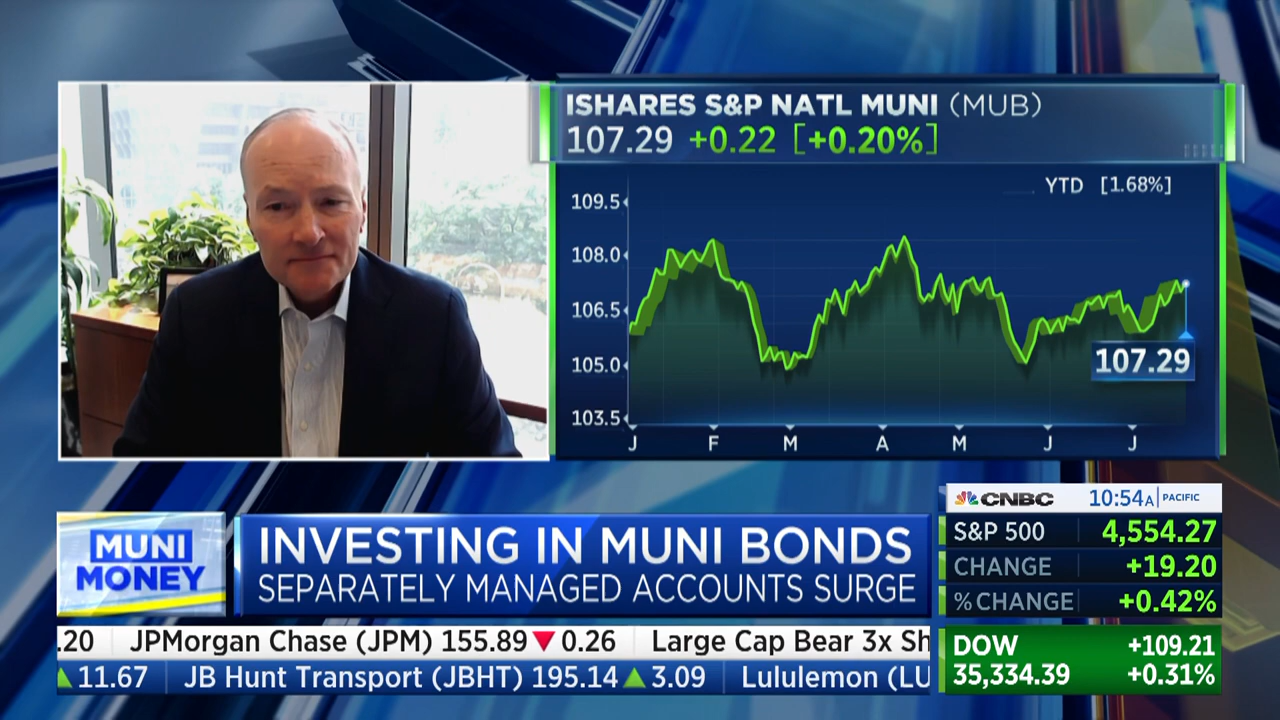 ISHARES S&P NATL MUNI (MUB)
107.29 +0.22 [+0.20%]
YTD [1.68%]
109.5
108.0
106.5
105.0
103.5
107.29
J F M A M J J
MUNI
MONEY
INVESTING IN MUNI BONDS
SEPARATELY MANAGED ACCOUNTS SURGE
CNBC 10:54A PACIFIC
S&P 500 4,554.27
CHANGE +19.20
% CHANGE +0.42%
DOW +109.21
35,334.39 +0.31%
.20 JPMorgan Chase (JPM) 155.89▼0.26 Large Cap Bear 3x Sh
▲11.67 JB Hunt Transport (JBHT) 195.14▲3.09 Lululemon (LU